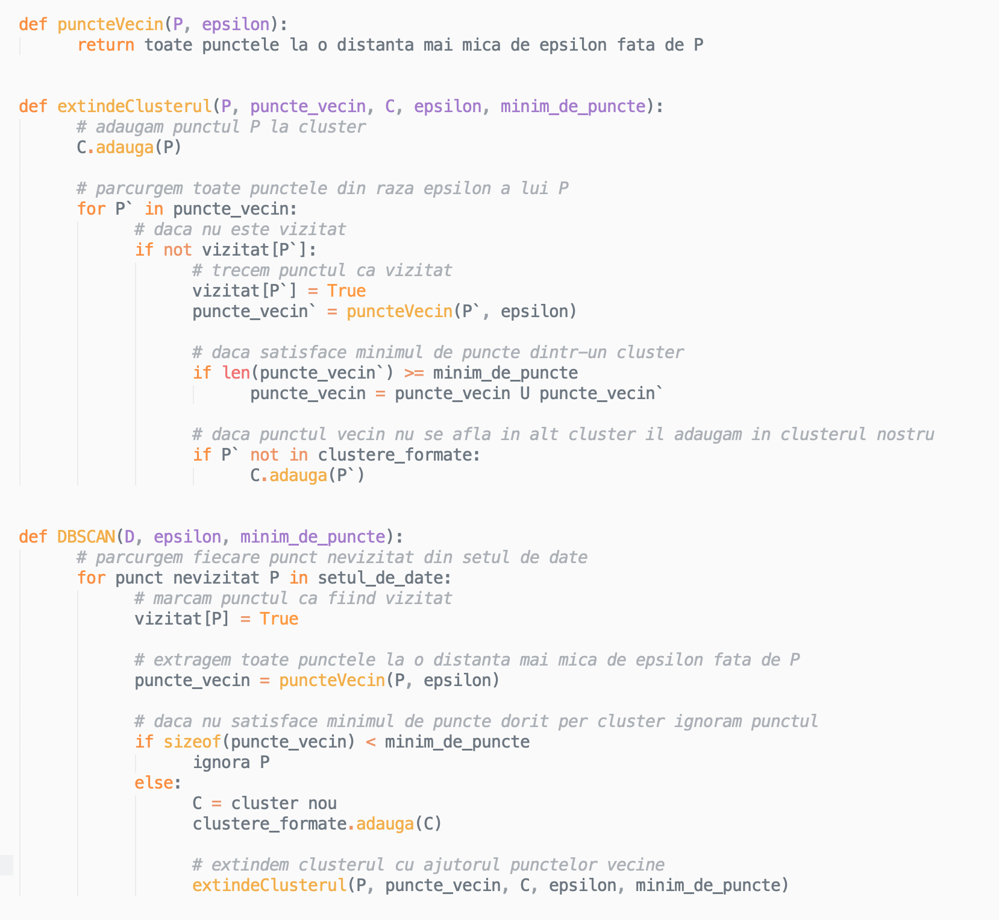 def puncteVecin(P, epsilon):
return toate punctele la o distanta mai mica de epsilon fata de P
def extindeClusterul(P, puncte_vecin, C, epsilon, minim_de_puncte):
# adaugam punctul P la cluster
C.adauga(P)
# parcurgem toate punctele din raza epsilon a lui P
for P` in puncte_vecin:
# daca nu este vizitat
if not vizitat[P`]:
# trecem punctul ca vizitat
vizitat[P`] = True
puncte_vecin` = puncteVecin(P`, epsilon)
# daca satisface minimul de puncte dintr-un cluster
if len(puncte_vecin`) >= minim_de_puncte
puncte_vecin = puncte_vecin U puncte_vecin`
# daca punctul vecin nu se afla in alt cluster il adaugam in clusterul nostru
if P` not in clustere_formate:
C.adauga(P`)
def DBSCAN(D, epsilon, minim_de_puncte):
# parcurgem fiecare punct nevizitat din setul de date
for punct nevizitat P in setul_de_date:
# marcam punctul ca fiind vizitat
vizitat[P] = True
# extragem toate punctele la o distanta mai mica de epsilon fata de P
puncte_vecin = puncteVecin(P, epsilon)
# daca nu satisface minimul de puncte dorit per cluster ignoram punctul
if sizeof(puncte_vecin) < minim_de_puncte
ignora P
else:
C = cluster nou
clustere_formate.adauga(C)
# extindem clusterul cu ajutorul punctelor vecine
extindeClusterul(P, puncte_vecin, C, epsilon, minim_de_puncte)